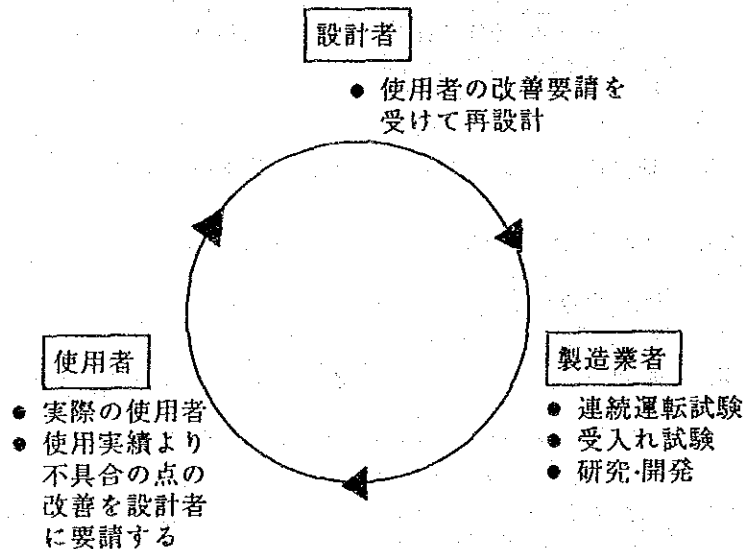 設計者
● 使用者の改善要請を
受けて再設計
使用者
● 実際の使用者
● 使用実績より
不具合の点の
改善を設計者
に要請する
製造業者
● 連続運転試験
● 受入れ試験
● 研究・開発